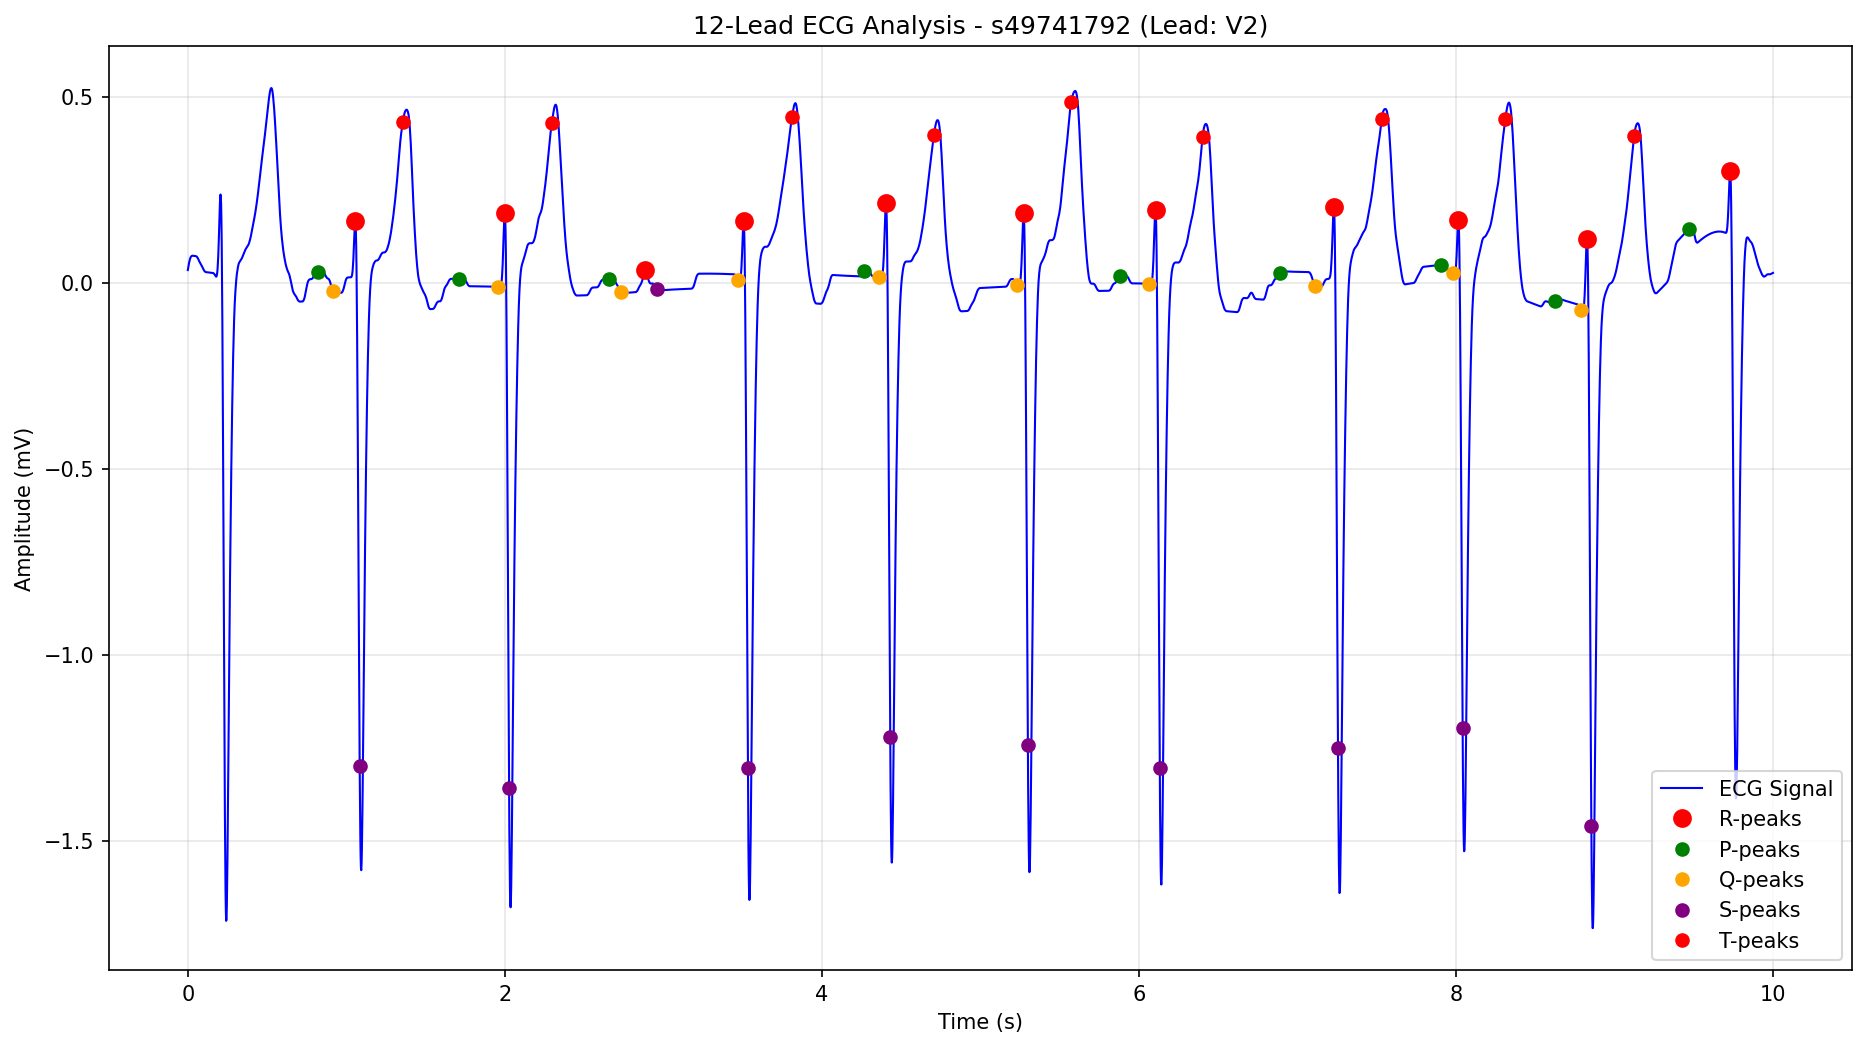 12-Lead ECG Analysis - s49741792 (Lead: V2)
Amplitude (mV)
0.5
0.0
−0.5
−1.0
−1.5
0 2 4 6 8 10
Time (s)
ECG Signal
R-peaks
P-peaks
Q-peaks
S-peaks
T-peaks